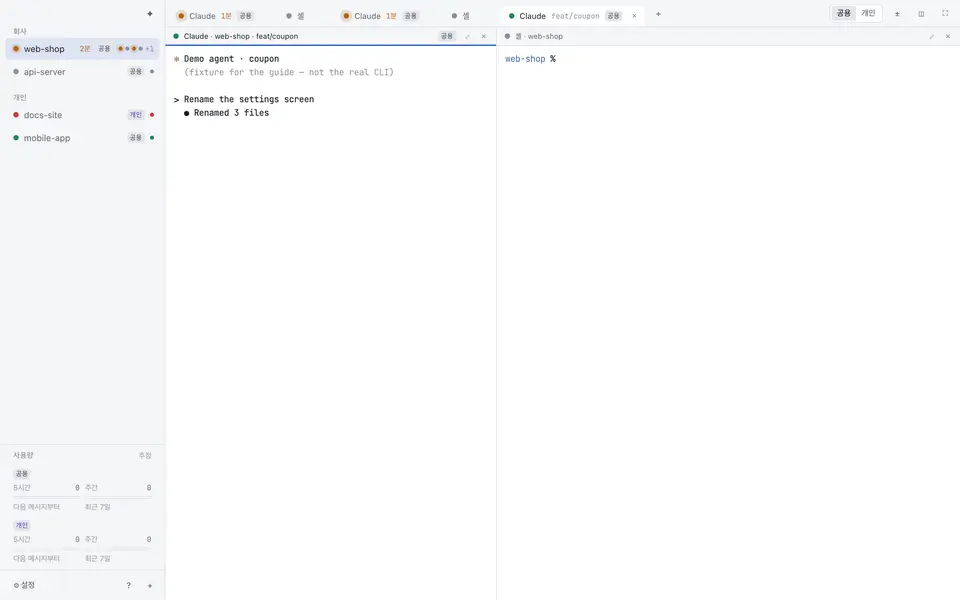 회사
web-shop 2분 공용 +1
api-server 공용
개인
docs-site 개인
mobile-app 공용
사용량
추정
공용
5시간 0 주간 0
다음 메시지부터 최근 7일
개인
5시간 0 주간 0
다음 메시지부터 최근 7일
설정 ? +
Claude 1분 공용
셸
Claude 1분 공용
셸
Claude feat/coupon 공용 × +
공용 개인 ±
Claude · web-shop · feat/coupon 공용 ×
✻ Demo agent · coupon
(fixture for the guide — not the real CLI)
> Rename the settings screen
● Renamed 3 files
셸 · web-shop ×
web-shop %